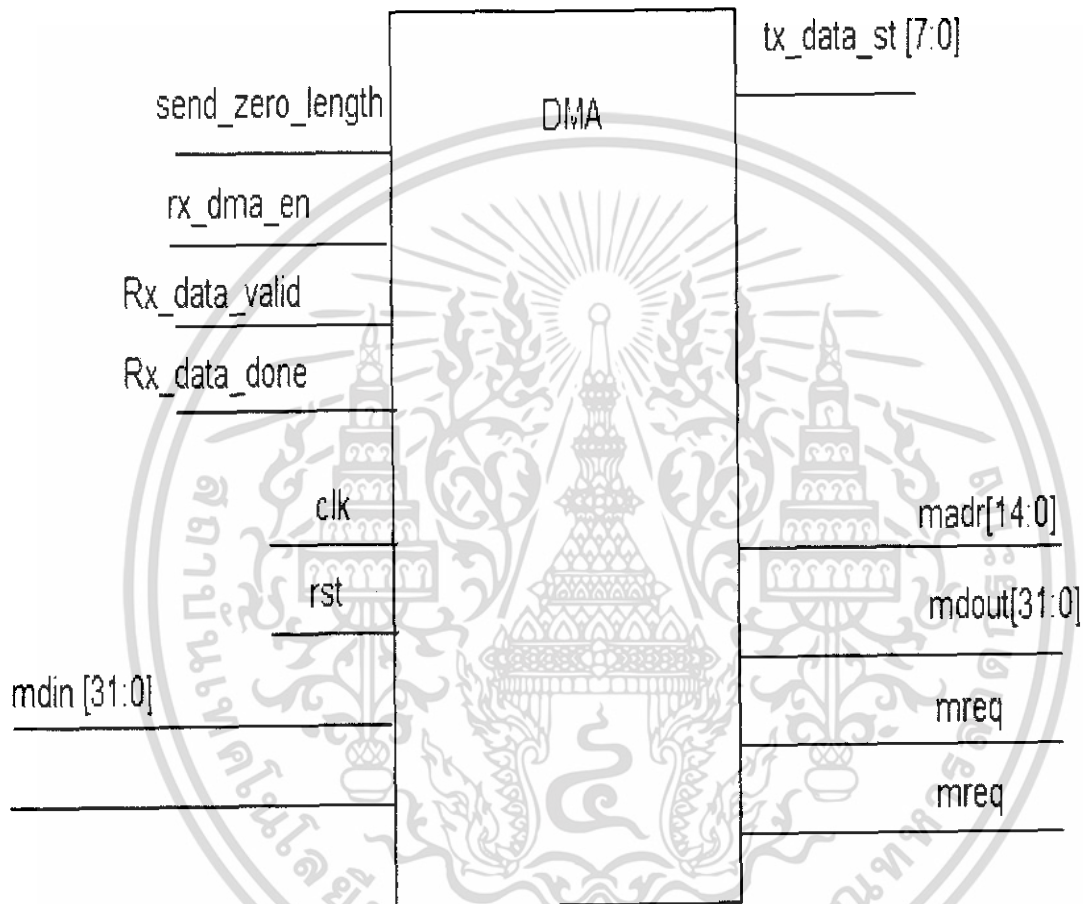 tx_data_st [7:0]
send_zero_length
DMA
rx_dma_en
Rx_data_valid
Rx_data_done
clk
madr[14:0]
rst
mdout[31:0]
mdin [31:0]
mreq
mreq